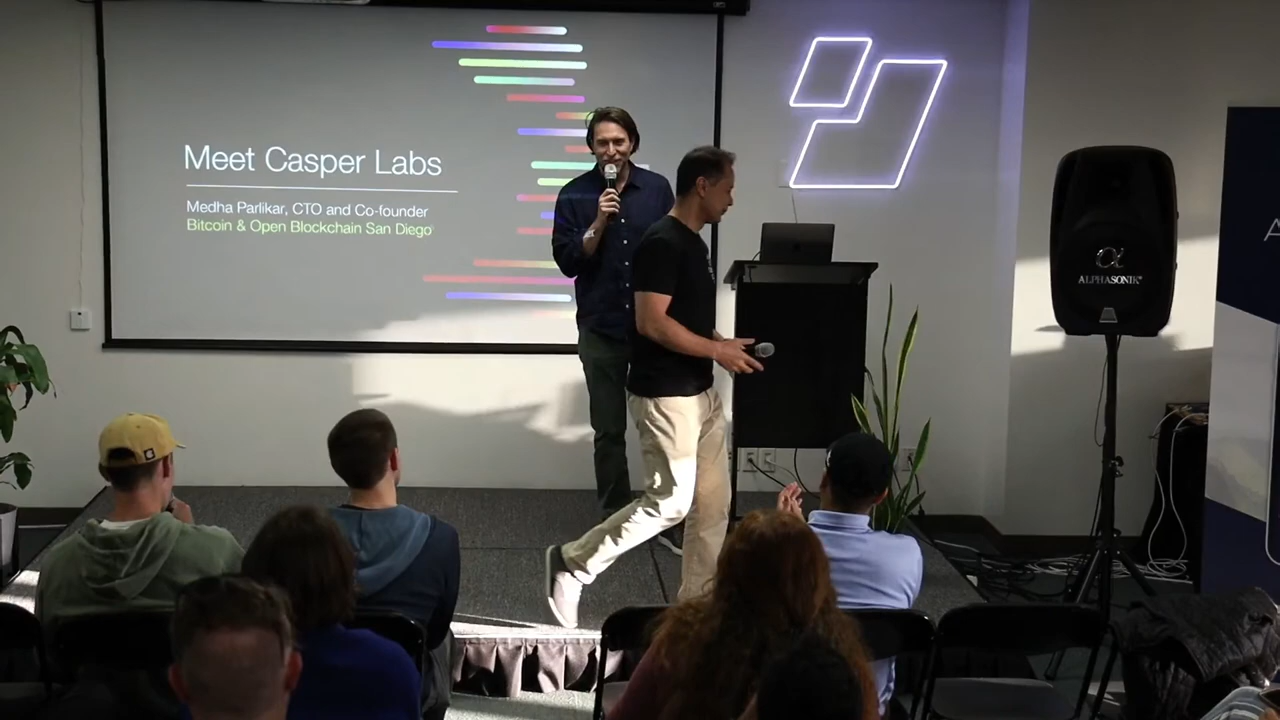 Meet Casper Labs
Medha Parlikar, CTO and Co-founder
Bitcoin & Open Blockchain San Diego
ALPHASONIK
A